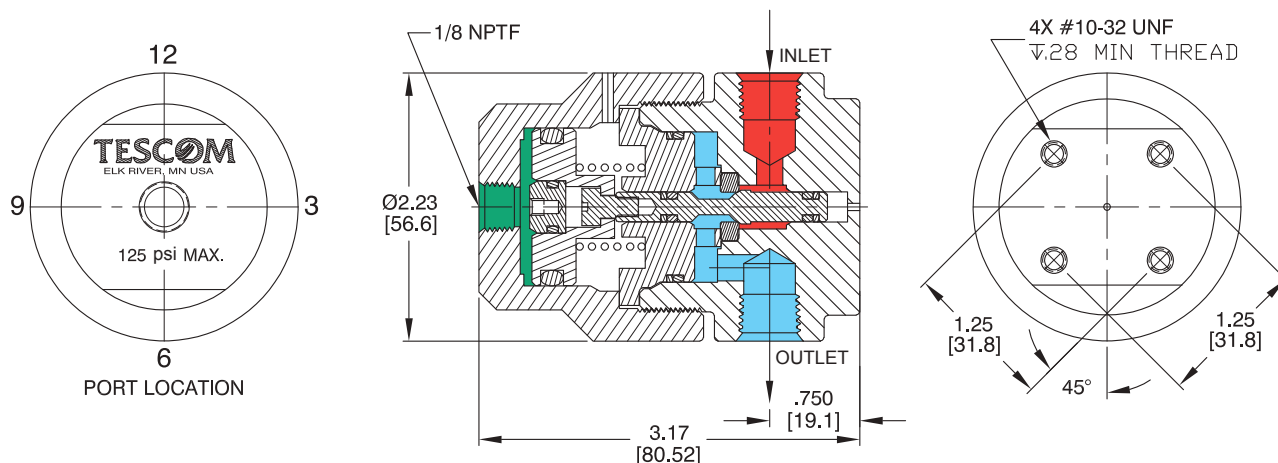 12
TESCOM
ELK RIVER, MN USA
9
3
125 psi MAX.
6
PORT LOCATION
1/8 NPTF
INLET
Ø2.23
[56.6]
OUTLET
.750
[19.1]
3.17
[80.52]
4X #10-32 UNF
↧.28 MIN THREAD
1.25
[31.8]
45°
1.25
[31.8]